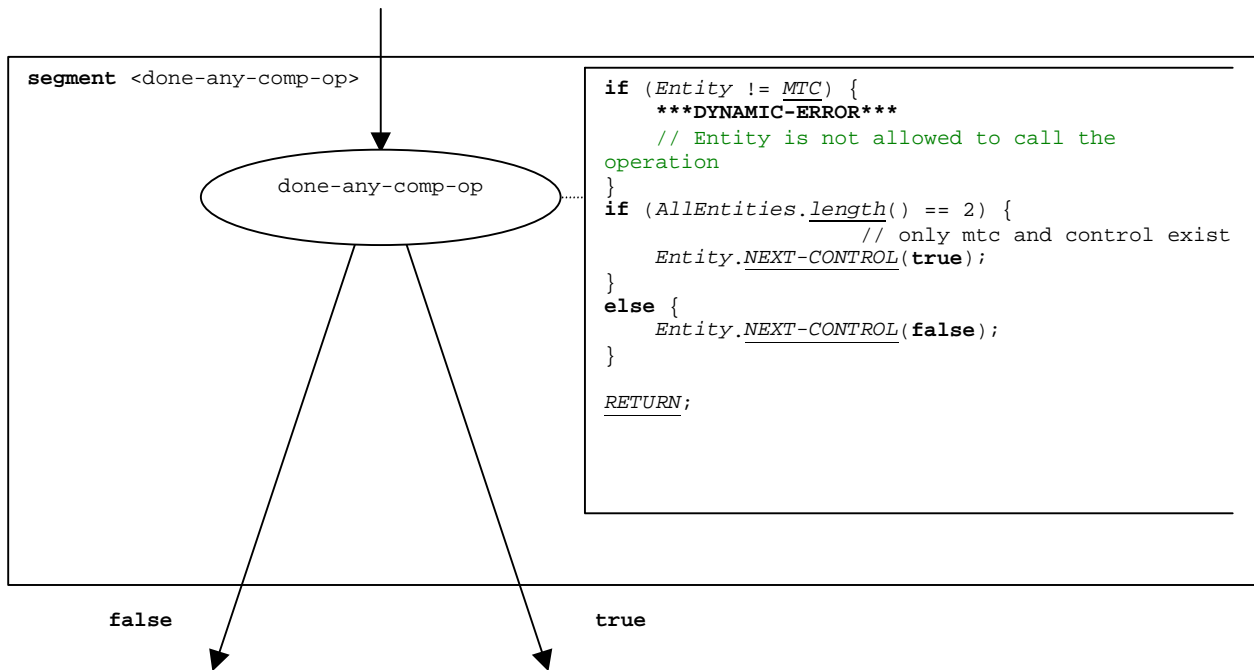 segment <done-any-comp-op>
done-any-comp-op
if (Entity != MTC) {
***DYNAMIC-ERROR***
// Entity is not allowed to call the
operation
}
if (AllEntities.length() == 2) {
// only mtc and control exist
Entity.NEXT-CONTROL(true);
}
else {
Entity.NEXT-CONTROL(false);
}
RETURN;
false
true